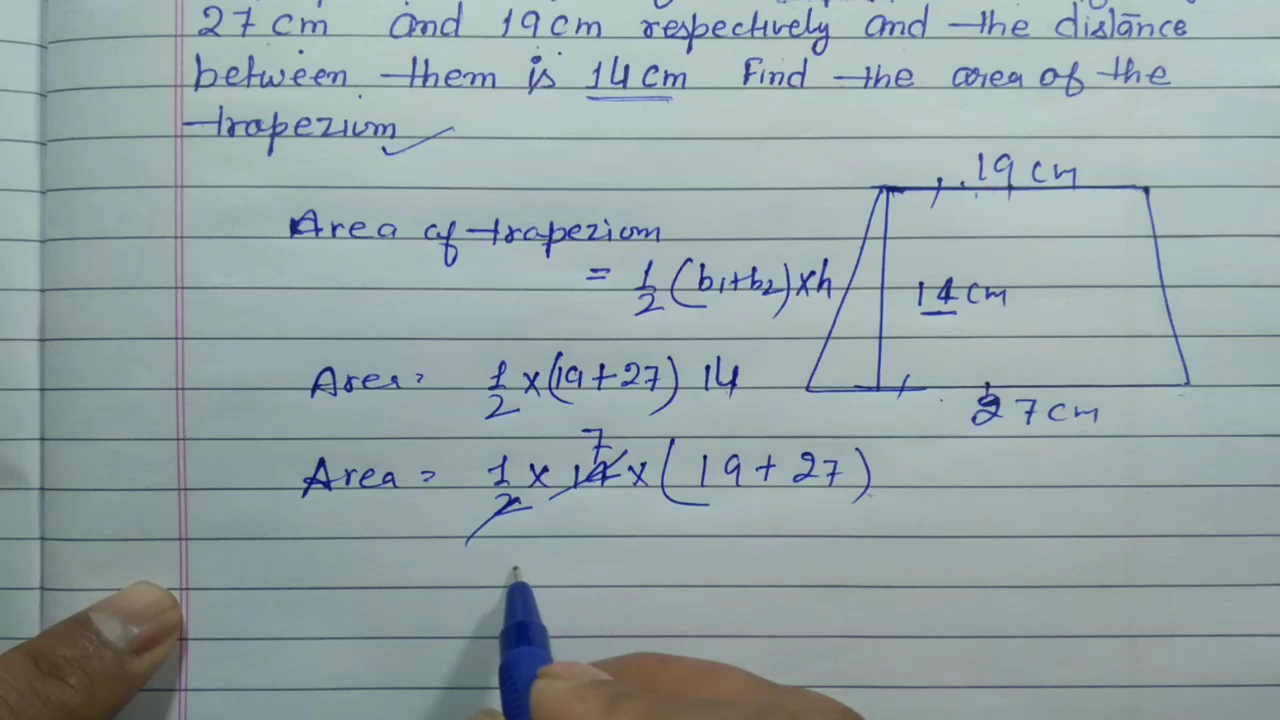 27 cm and 19 cm respectively and the distance
between them is 14 cm Find the area of the
trapezium
19 cm
Area of trapezium
= 1/2 (b1+b2) x h
14 cm
Area = 1/2 x (19+27) 14
27 cm
7
Area = 1/2 x 14 x (19+27)